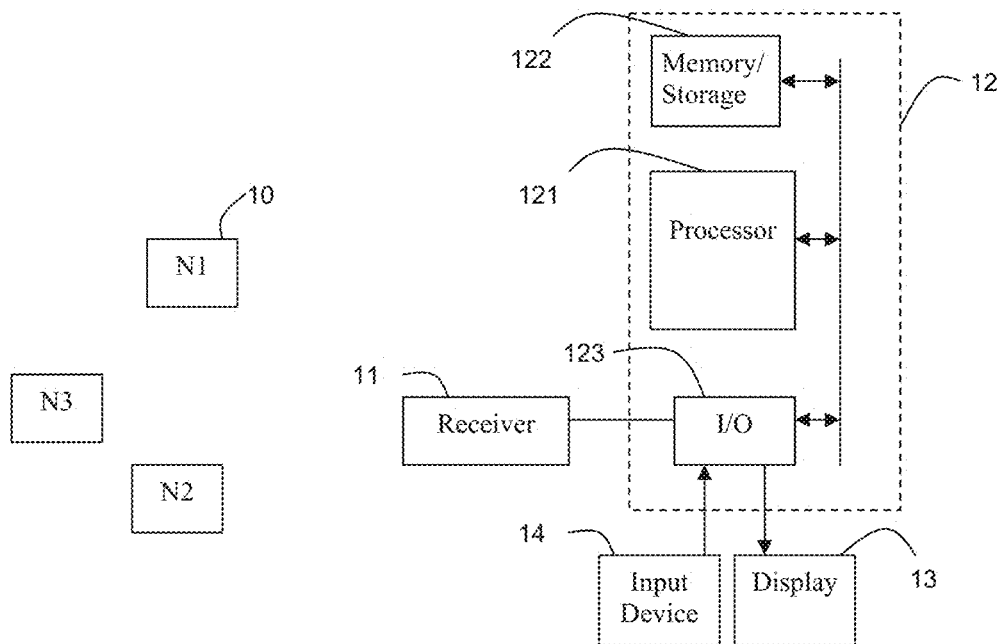 122
Memory/
Storage
12
121
Processor
10
N1
123
11
N3
Receiver
I/O
N2
14
Input
Device
Display
13